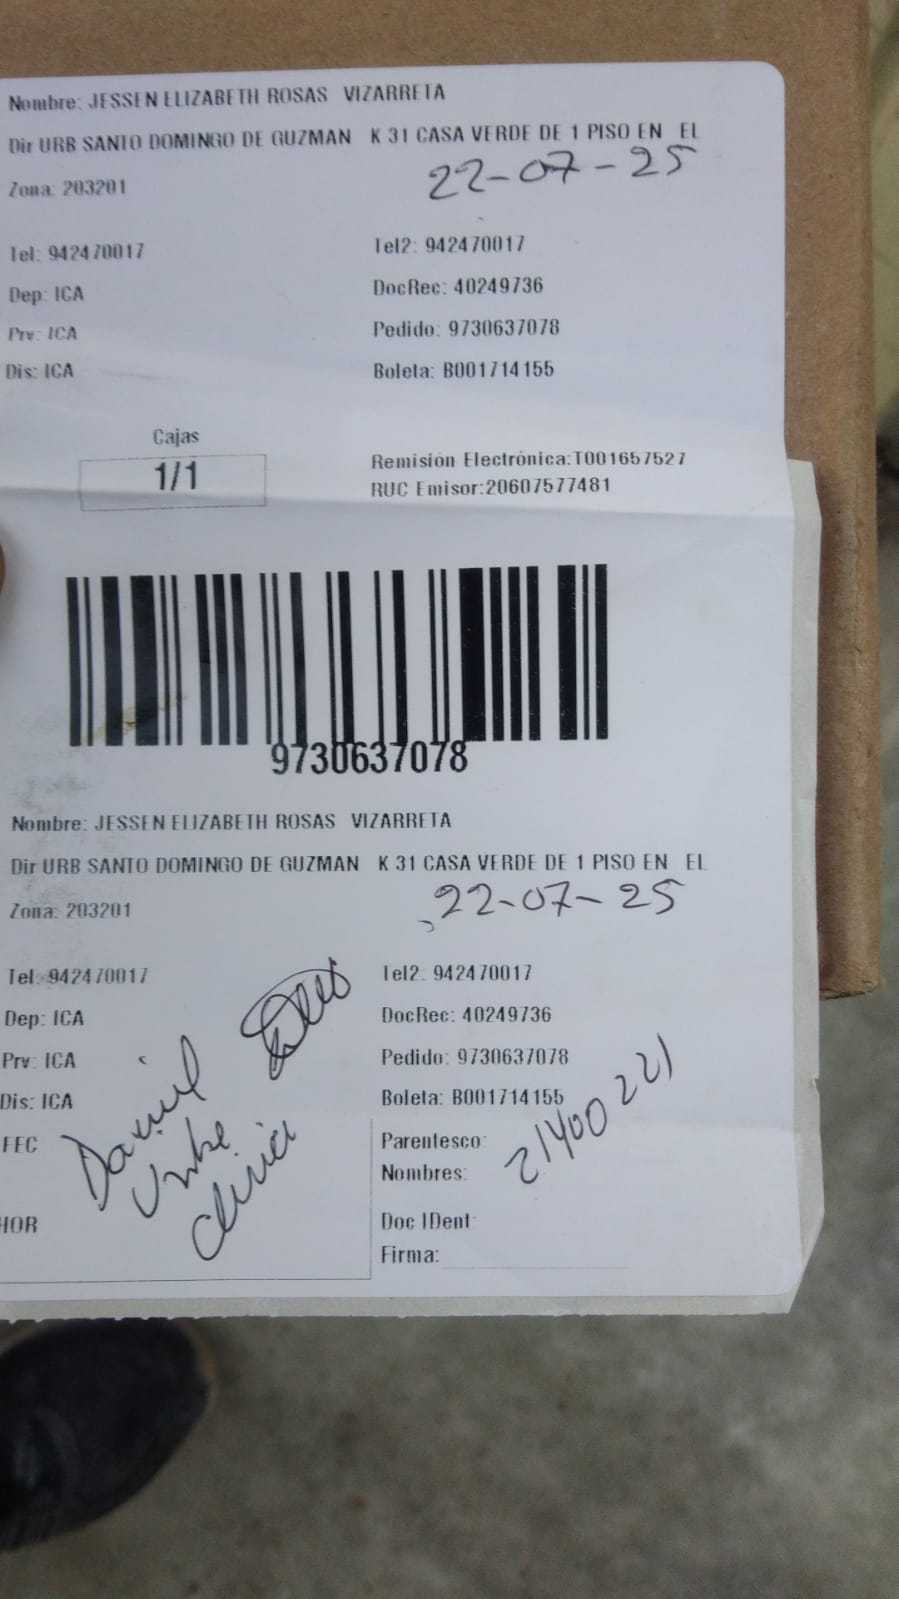 Nombre: JESSEN ELIZABETH ROSAS VIZARRETA
Dir URB SANTO DOMINGO DE GUZMAN K 31 CASA VERDE DE 1 PISO EN EL
22-07-25
Zona: 203201
Tel: 942470017 Tel2: 942470017
Dep: ICA DocRec: 40249736
Prv: ICA Pedido: 9730637078
Dis: ICA Boleta: B001714155
Cajas
1/1
Remisión Electrónica:T001657527
RUC Emisor:20607577481
9730637078
Nombre: JESSEN ELIZABETH ROSAS VIZARRETA
Dir URB SANTO DOMINGO DE GUZMAN K 31 CASA VERDE DE 1 PISO EN EL
22-07-25
Zona: 203201
Tel: 942470017 Tel2: 942470017
Dep: ICA DocRec: 40249736
Prv: ICA Pedido: 9730637078
Dis: ICA Boleta: B001714155
21400221
FEC Parentesco:
Daniel
Uribe
Nombres:
HOR Doc IDent:
Firma: